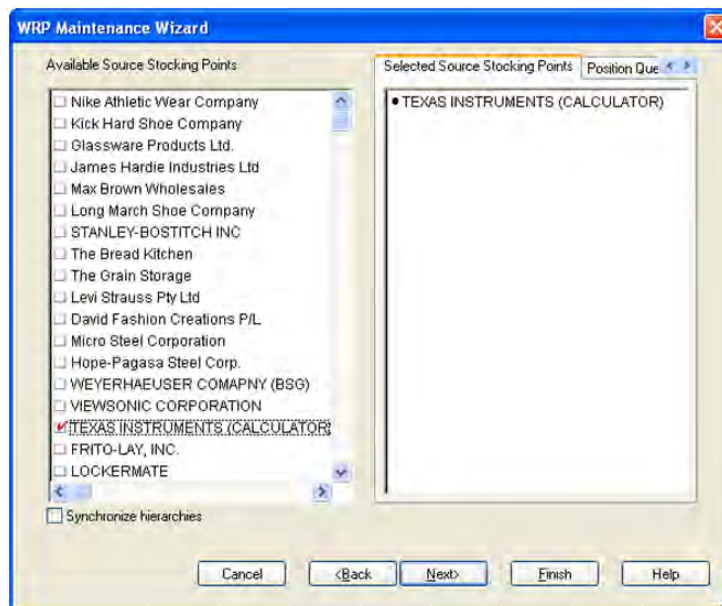 WRP Maintenance Wizard
Available Source Stocking Points
Nike Athletic Wear Company
Kick Hard Shoe Company
Glassware Products Ltd.
James Hardie Industries Ltd
Max Brown Wholesales
Long March Shoe Company
STANLEY-BOSTITCH INC
The Bread Kitchen
The Grain Storage
Levi Strauss Pty Ltd
David Fashion Creations P/L
Micro Steel Corporation
Hope-Pagasa Steel Corp.
WEYERHAEUSER COMAPNY (BSG)
VIEWSONIC CORPORATION
TEXAS INSTRUMENTS (CALCULATOR
FRITO-LAY, INC.
LOCKERMATE
Synchronize hierarchies
Selected Source Stocking Points
Position Que
• TEXAS INSTRUMENTS (CALCULATOR)
Cancel
<Back
Next>
Finish
Help